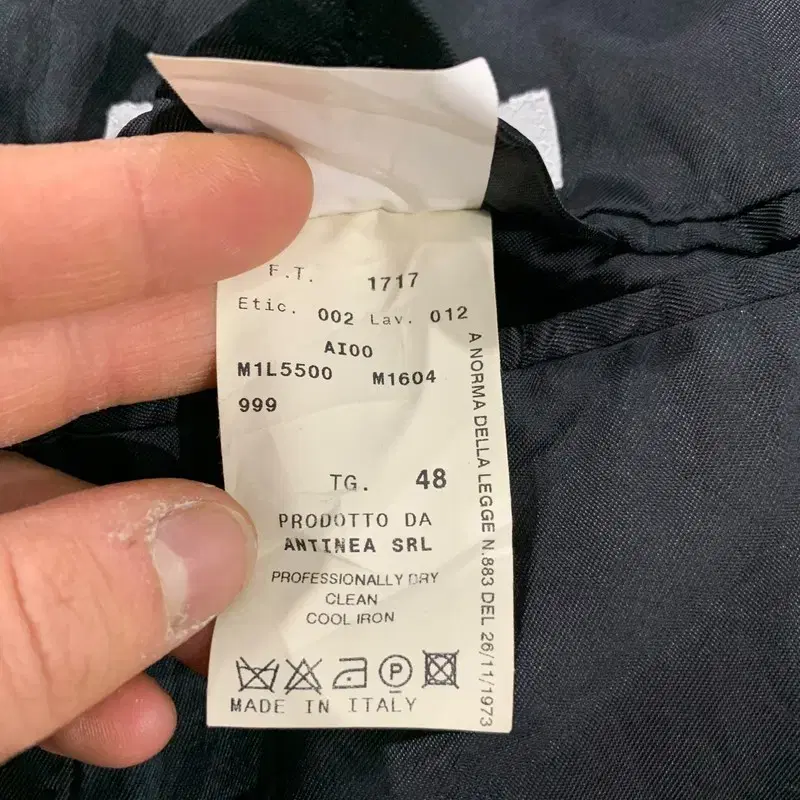 F.T. 1717
Etic. 002 Lav. 012
AI00
M1L5500 M1604
999
TG. 48
PRODOTTO DA
ANTINEA SRL
PROFESSIONALLY DRY
CLEAN
COOL IRON
P
MADE IN ITALY
A NORMA DELLA LEGGE N.883 DEL 26/11/1973